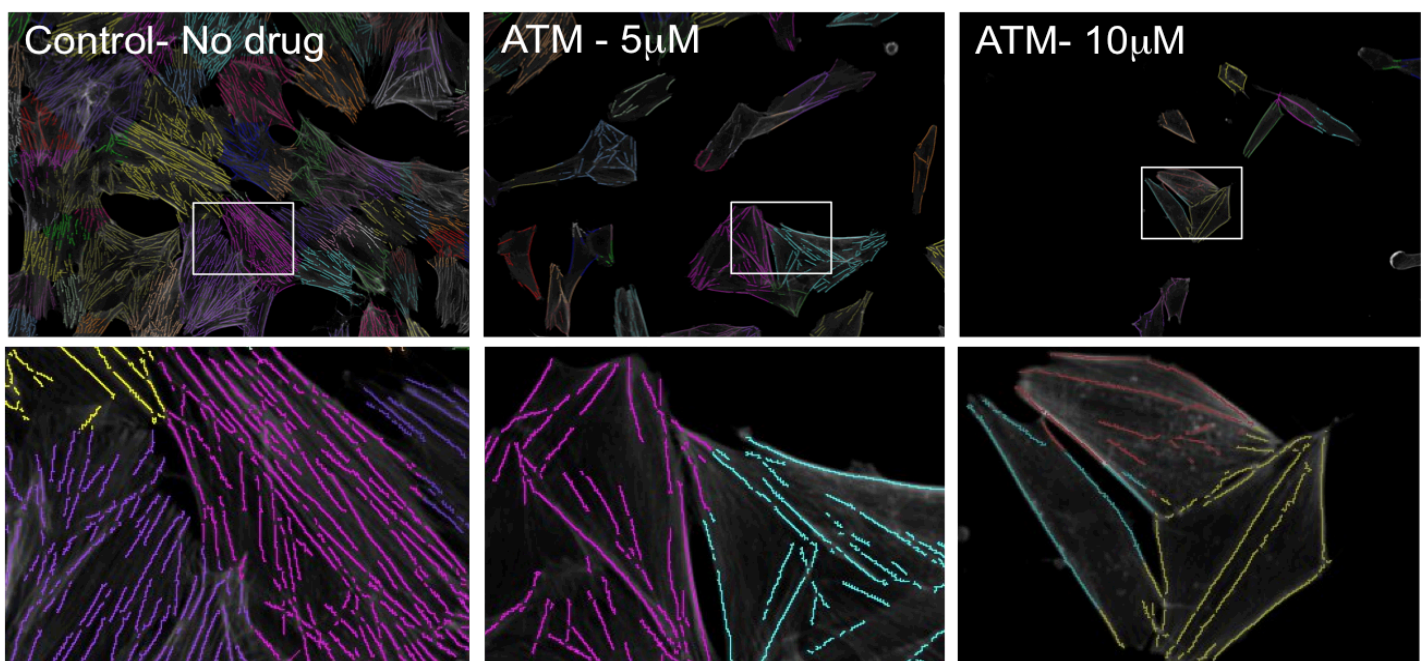 Control- No drug
ATM - 5μM
ATM- 10μM